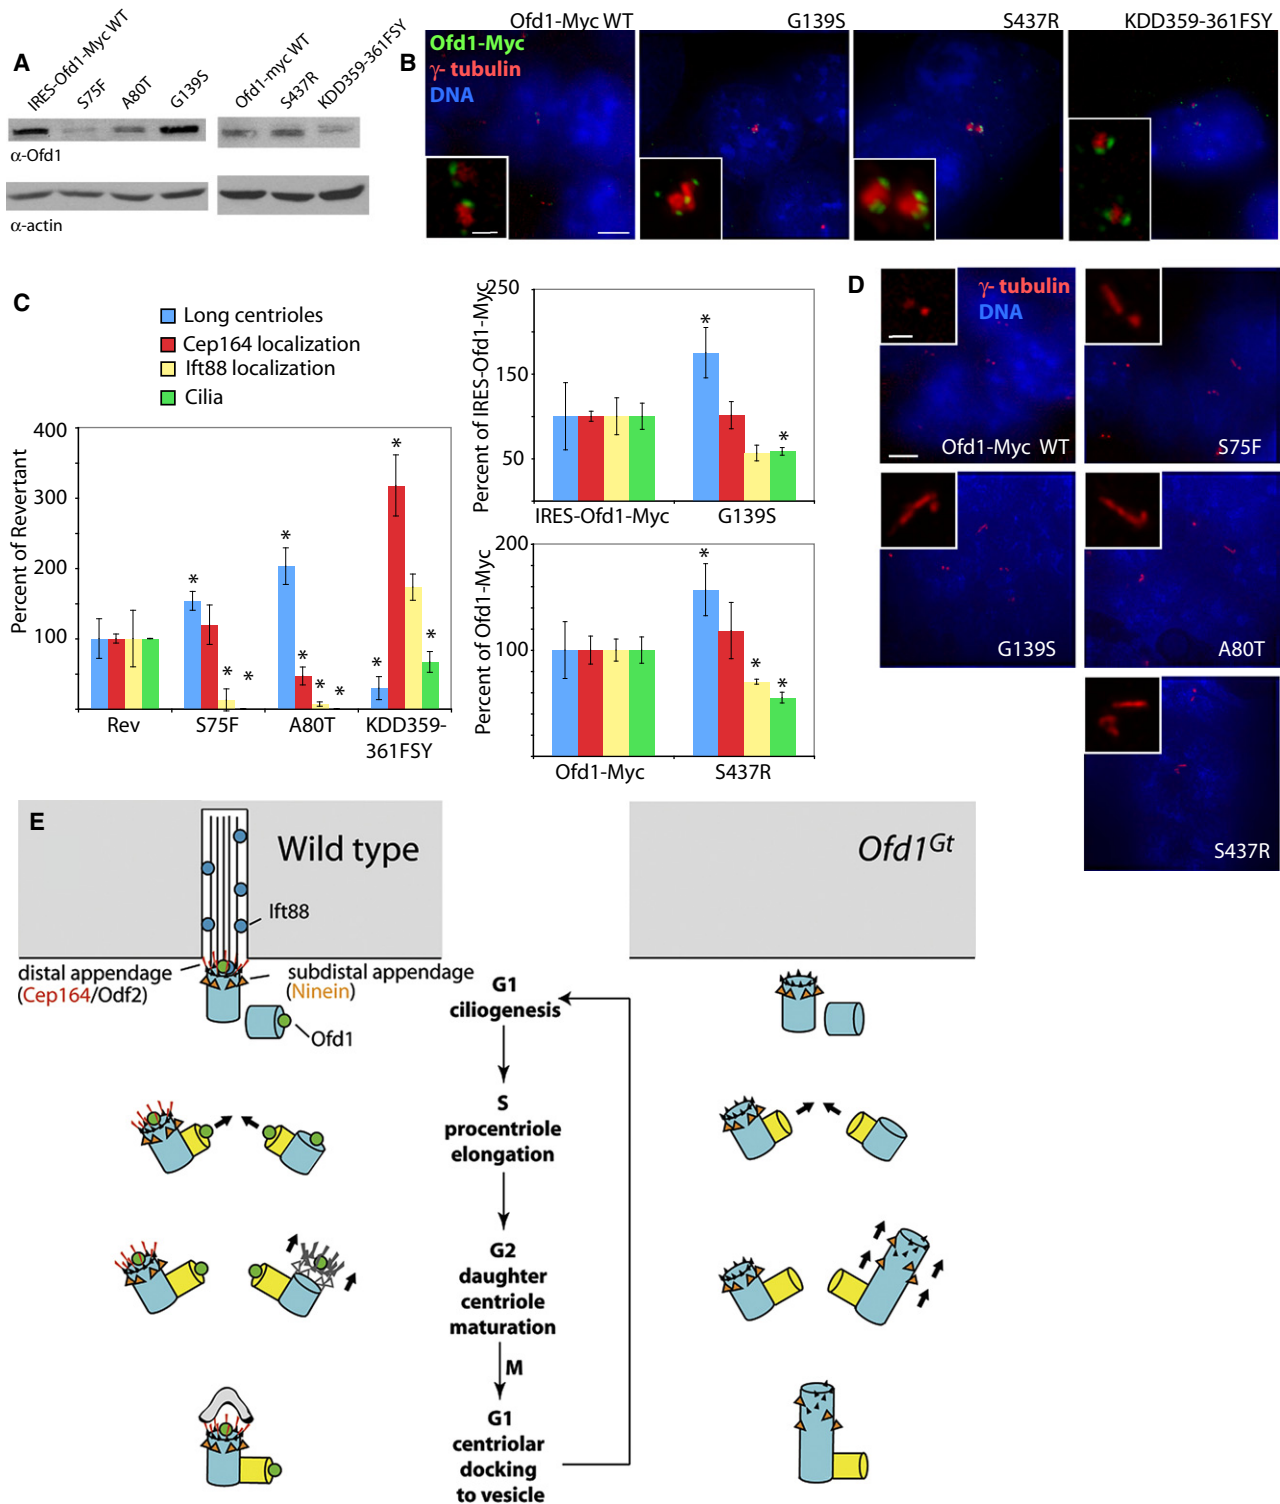 A
IRES-Ofd1-Myc WT
S75F
A80T
G139S
Ofd1-myc WT
S437R
KDD359-361FSY
α-Ofd1
α-actin
B
Ofd1-Myc WT
G139S
S437R
KDD359-361FSY
Ofd1-Myc
γ- tubulin
DNA
C
Long centrioles
Cep164 localization
Ift88 localization
Cilia
Percent of Revertant
400
300
200
100
* * * * * * * * * *
Rev
S75F
A80T
KDD359-
361FSY
Percent of IRES-Ofd1-Myc
250
150
50
* *
IRES-Ofd1-Myc
G139S
Percent of Ofd1-Myc
200
100
* * *
Ofd1-Myc
S437R
D
γ- tubulin
DNA
Ofd1-Myc WT
S75F
G139S
A80T
S437R
E
Wild type
Ofd1Gt
Ift88
distal appendage
(Cep164/Odf2)
subdistal appendage
(Ninein)
Ofd1
G1
ciliogenesis
S
procentriole
elongation
G2
daughter
centriole
maturation
M
G1
centriolar
docking
to vesicle